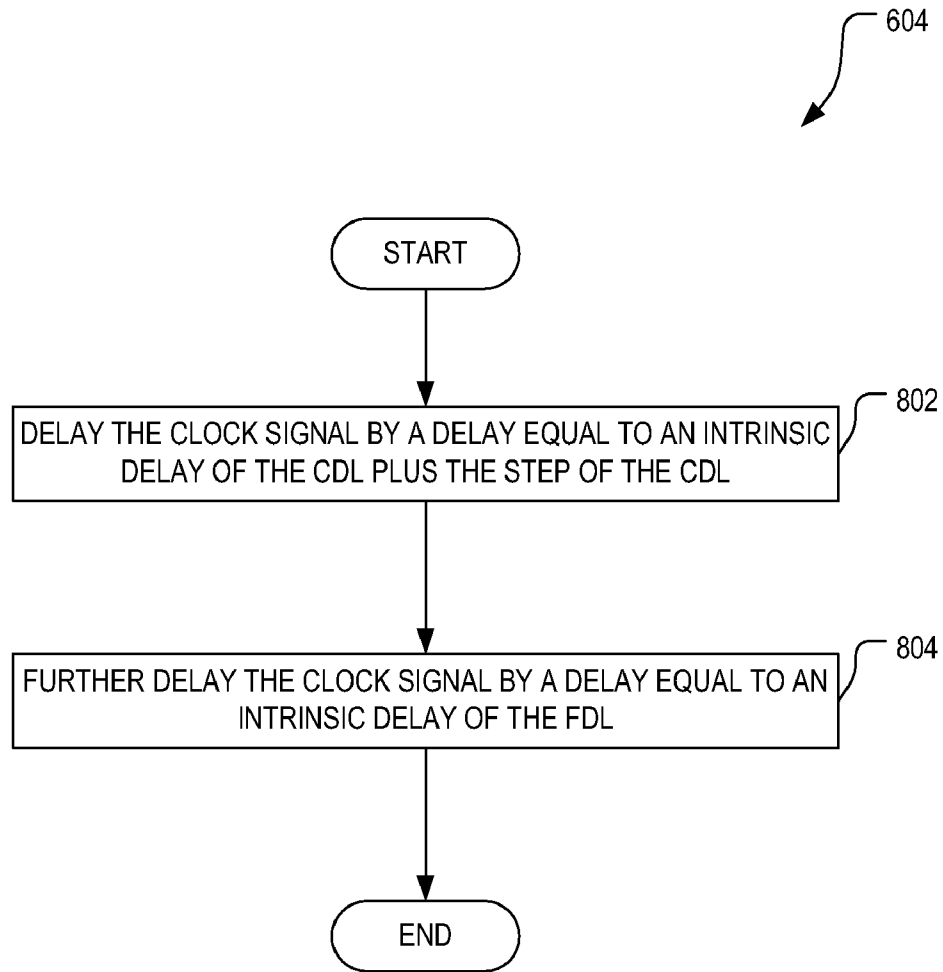 604
START
802
DELAY THE CLOCK SIGNAL BY A DELAY EQUAL TO AN INTRINSIC
DELAY OF THE CDL PLUS THE STEP OF THE CDL
804
FURTHER DELAY THE CLOCK SIGNAL BY A DELAY EQUAL TO AN
INTRINSIC DELAY OF THE FDL
END